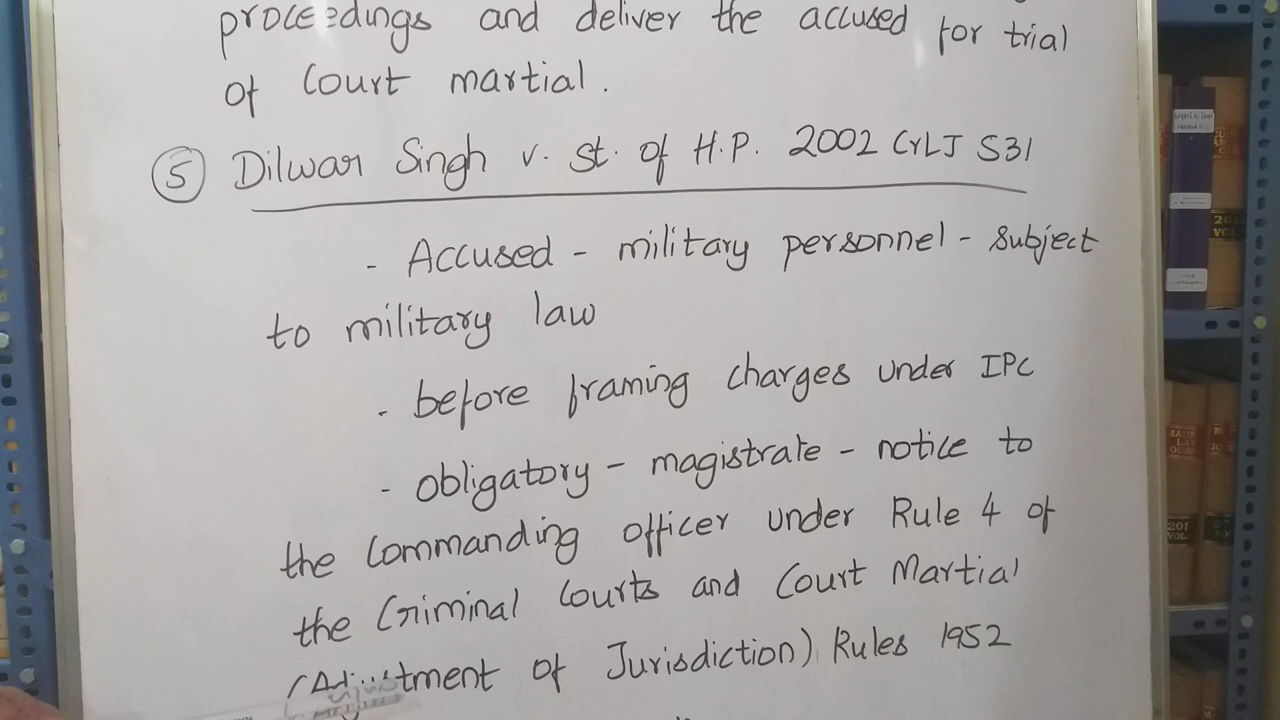 proceedings and deliver the accused for trial
of Court martial.
5 Dilwar Singh v. St. of H.P. 2002 CrLJ 531
- Accused - military personnel - subject
to military law
- before framing charges under IPC
- obligatory - magistrate - notice to
the Commanding officer under Rule 4 of
the Criminal Courts and Court Martial
(Adjustment of Jurisdiction) Rules 1952